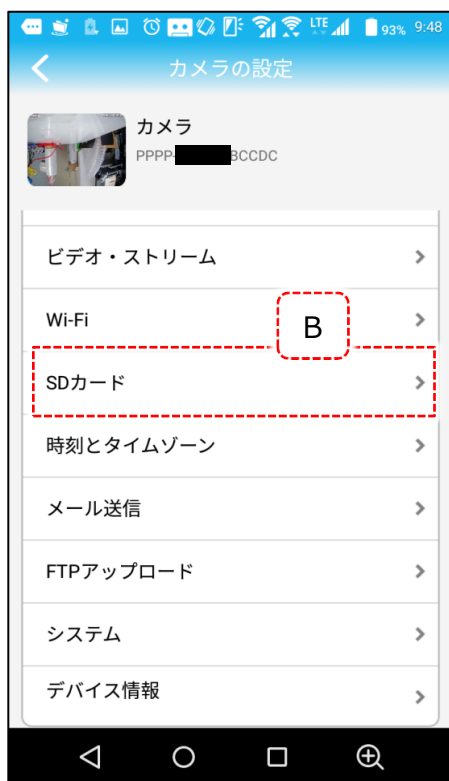 LTE 93% 9:48
カメラの設定
カメラ
PPPP- BCCDC
ビデオ・ストリーム
Wi-Fi
B
SDカード
時刻とタイムゾーン
メール送信
FTPアップロード
システム
デバイス情報